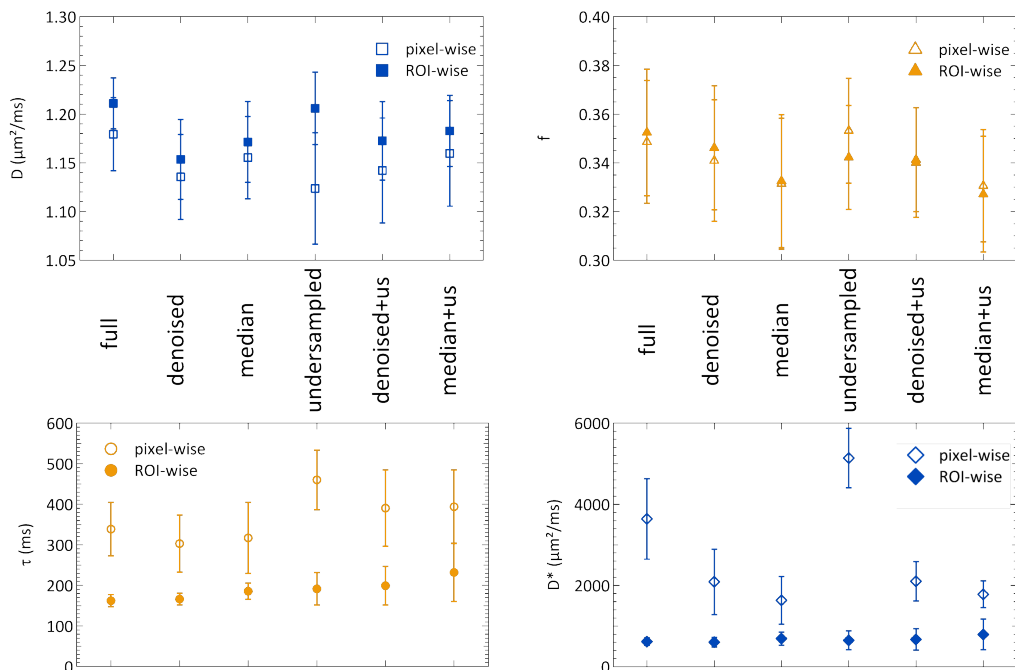 1.30
1.25
1.20
1.15
1.10
1.05
D (µm²/ms)
pixel-wise
ROI-wise
0.40
0.38
0.36
0.34
0.32
0.30
f
pixel-wise
ROI-wise
full
denoised
median
undersampled
denoised+us
median+us
full
denoised
median
undersampled
denoised+us
median+us
600
500
400
300
200
100
0
τ (ms)
pixel-wise
ROI-wise
6000
4000
2000
0
D* (µm²/ms)
pixel-wise
ROI-wise